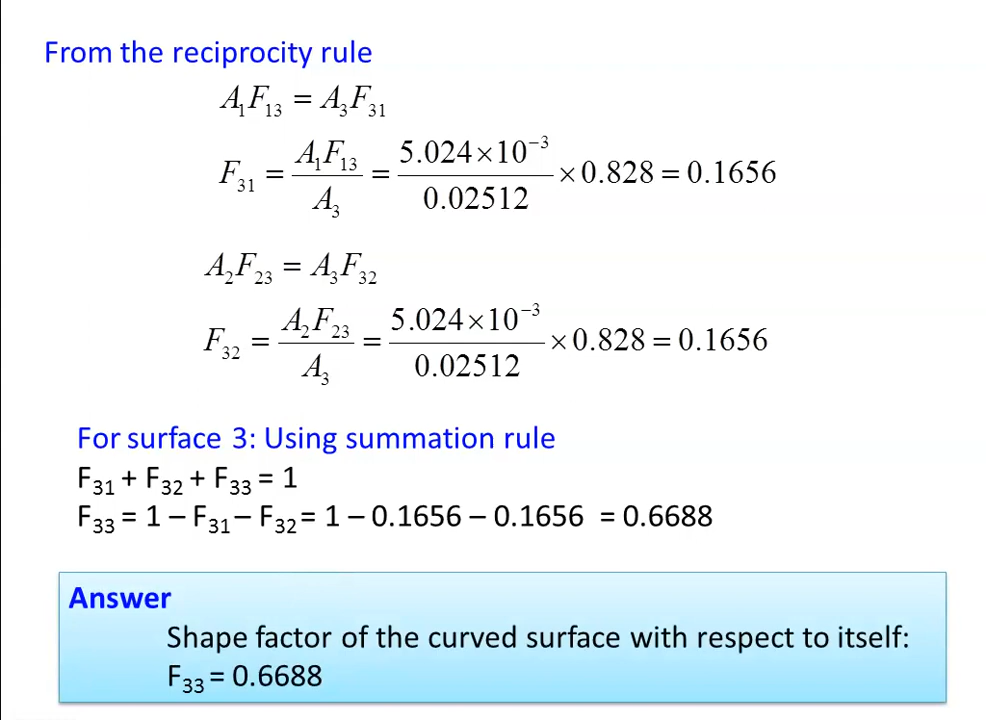 From the reciprocity rule
A₁F₁₃ = A₃F₃₁
F₃₁ = A₁F₁₃ / A₃ = 5.024×10⁻³ / 0.02512 × 0.828 = 0.1656
A₂F₂₃ = A₃F₃₂
F₃₂ = A₂F₂₃ / A₃ = 5.024×10⁻³ / 0.02512 × 0.828 = 0.1656
For surface 3: Using summation rule
F₃₁ + F₃₂ + F₃₃ = 1
F₃₃ = 1 – F₃₁ – F₃₂ = 1 – 0.1656 – 0.1656 = 0.6688
Answer
Shape factor of the curved surface with respect to itself:
F₃₃ = 0.6688